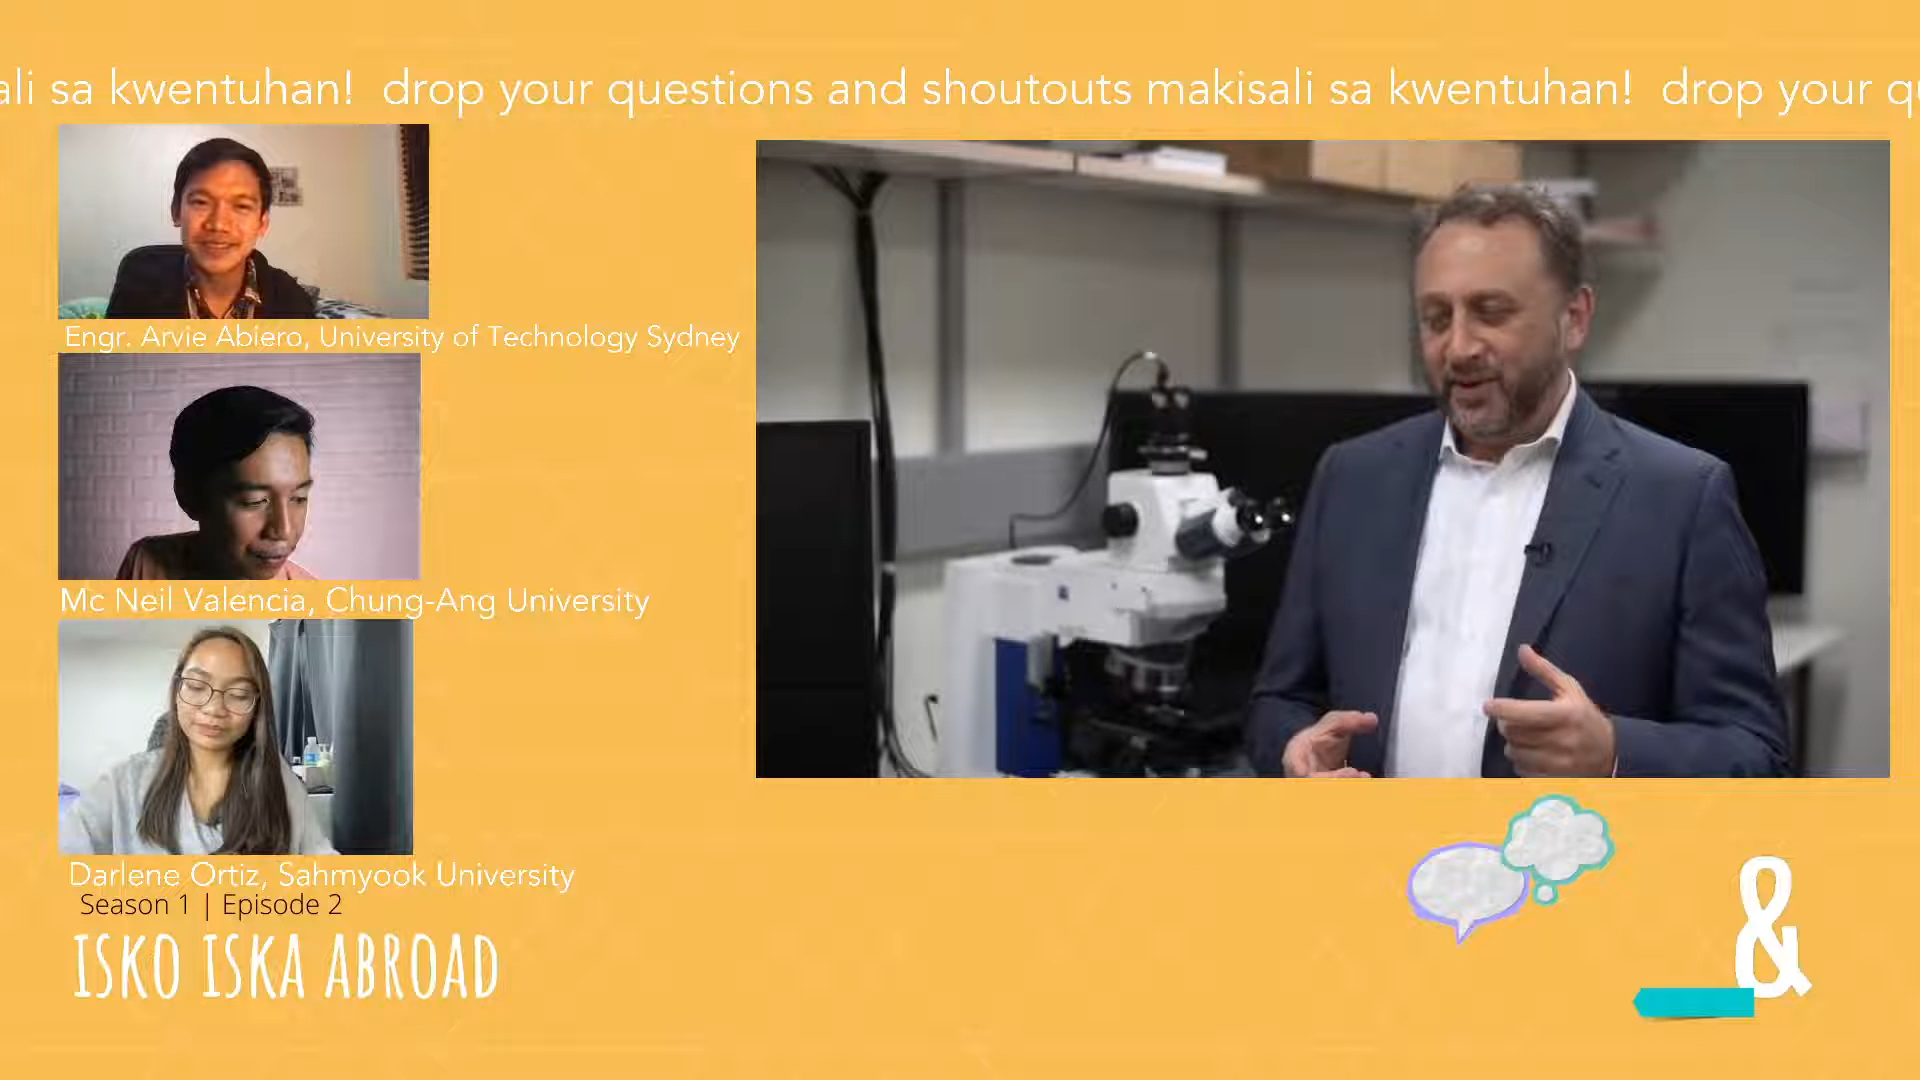 ali sa kwentuhan!  drop your questions and shoutouts makisali sa kwentuhan!  drop your qu
Engr. Arvie Abiero, University of Technology Sydney
Mc Neil Valencia, Chung-Ang University
Darlene Ortiz, Sahmyook University
Season 1 | Episode 2
ISKO ISKA ABROAD
&